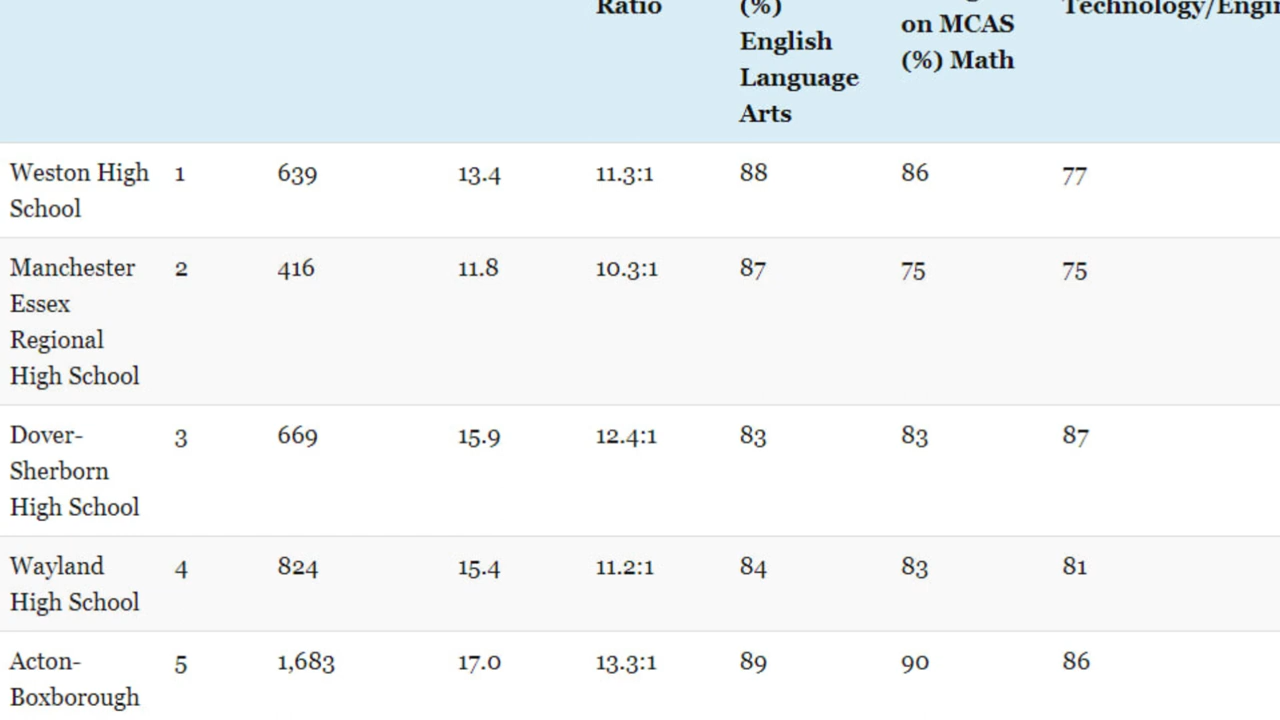 Ratio
(%)
English
Language
Arts
on MCAS
(%) Math
Weston High
School
1 639 13.4 11.3:1 88 86 77
Manchester
Essex
Regional
High School
2 416 11.8 10.3:1 87 75 75
Dover-
Sherborn
High School
3 669 15.9 12.4:1 83 83 87
Wayland
High School
4 824 15.4 11.2:1 84 83 81
Acton-
Boxborough
5 1,683 17.0 13.3:1 89 90 86